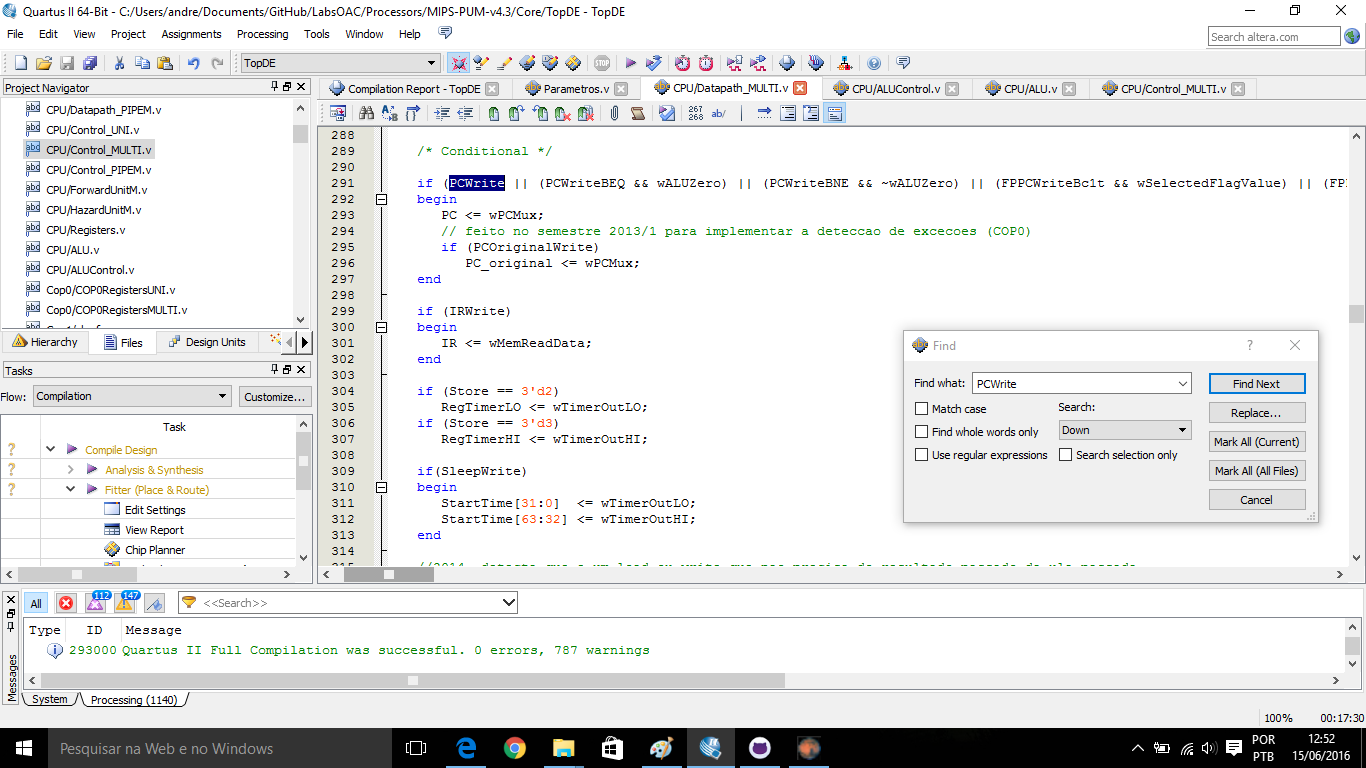 Quartus II 64-Bit - C:/Users/andre/Documents/GitHub/LabsOAC/Processors/MIPS-PUM-v4.3/Core/TopDE - TopDE
File Edit View Project Assignments Processing Tools Window Help
Search altera.com
TopDE
Project Navigator
CPU/Datapath_PIPEM.v
CPU/Control_UNI.v
CPU/Control_MULTI.v
CPU/Control_PIPEM.v
CPU/ForwardUnitM.v
CPU/HazardUnitM.v
CPU/Registers.v
CPU/ALU.v
CPU/ALUControl.v
Cop0/COP0RegistersUNI.v
Cop0/COP0RegistersMULTI.v
Hierarchy Files Design Units
Tasks
Flow: Compilation Customize...
Task
Compile Design
Analysis & Synthesis
Fitter (Place & Route)
Edit Settings
View Report
Chip Planner
Compilation Report - TopDE Parametros.v CPU/Datapath_MULTI.v CPU/ALUControl.v CPU/ALU.v CPU/Control_MULTI.v
267
268 ab/
288
289 /* Conditional */
290
291 if (PCWrite || (PCWriteBEQ && wALUZero) || (PCWriteBNE && ~wALUZero) || (FPPCWriteBc1t && wSelectedFlagValue) || (FP
292 begin
293 PC <= wPCMux;
294 // feito no semestre 2013/1 para implementar a deteccao de excecoes (COP0)
295 if (PCOriginalWrite)
296 PC_original <= wPCMux;
297 end
298
299 if (IRWrite)
300 begin
301 IR <= wMemReadData;
302 end
303
304 if (Store == 3'd2)
305 RegTimerLO <= wTimerOutLO;
306 if (Store == 3'd3)
307 RegTimerHI <= wTimerOutHI;
308
309 if(SleepWrite)
310 begin
311 StartTime[31:0] <= wTimerOutLO;
312 StartTime[63:32] <= wTimerOutHI;
313 end
314
Find
Find what: PCWrite Find Next
Match case Search: Replace...
Find whole words only Down Mark All (Current)
Use regular expressions Search selection only Mark All (All Files)
Cancel
All 112 147 <<Search>>
Type ID Message
293000 Quartus II Full Compilation was successful. 0 errors, 787 warnings
Messages
System Processing (1140)
100% 00:17:30
Pesquisar na Web e no Windows
POR 12:52
PTB 15/06/2016